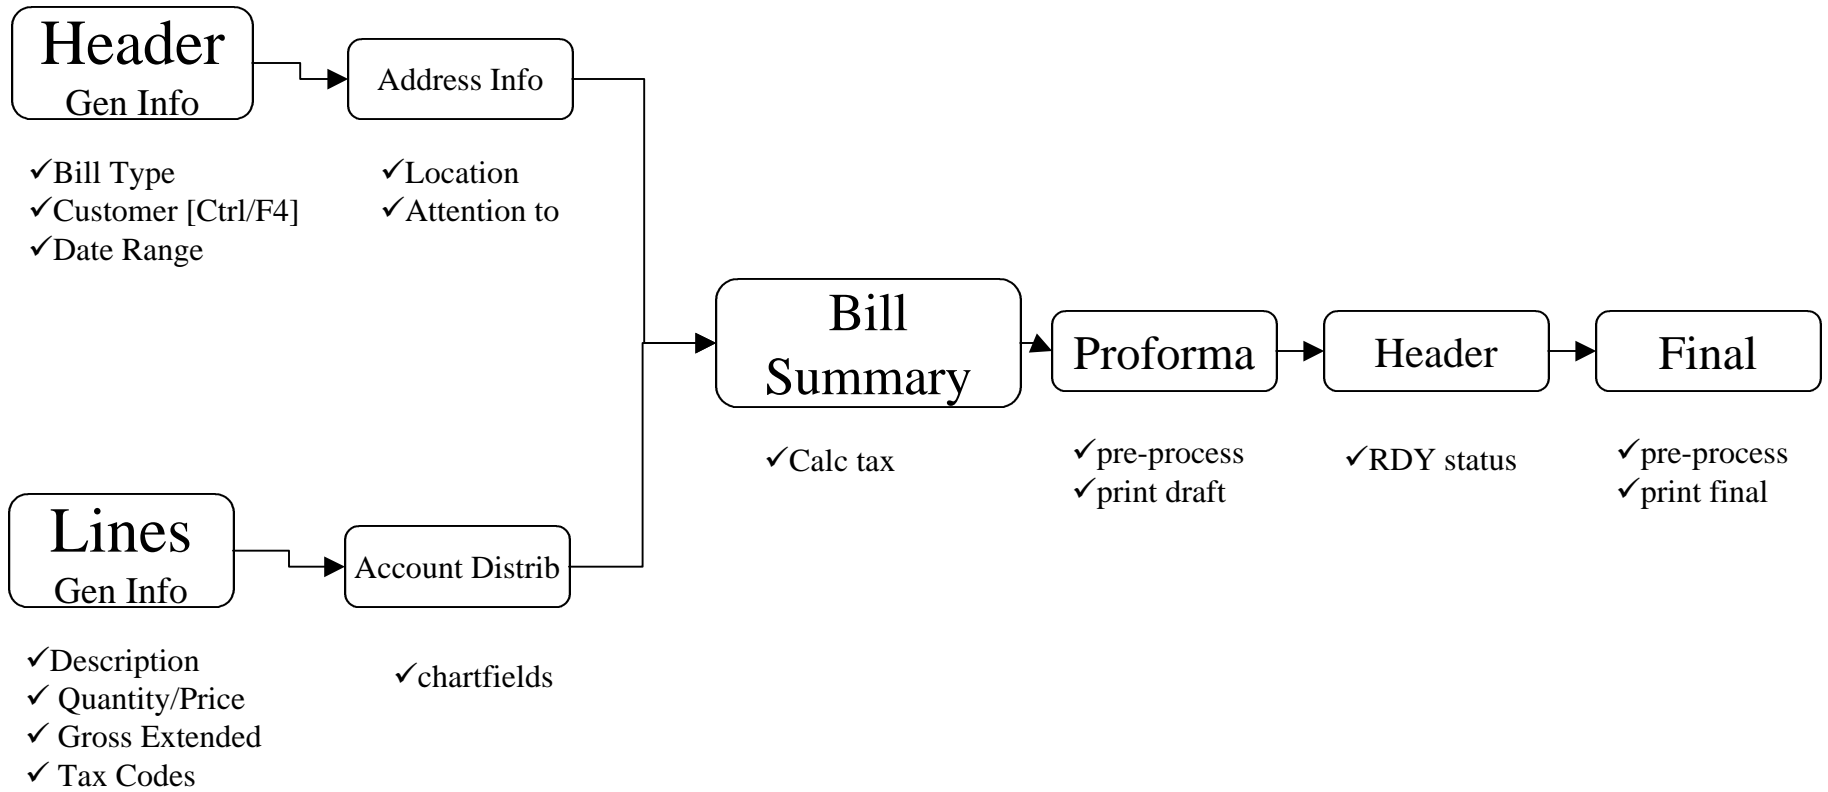 Header
Gen Info
✓Bill Type
✓Customer [Ctrl/F4]
✓Date Range
Address Info
✓Location
✓Attention to
Lines
Gen Info
✓Description
✓ Quantity/Price
✓ Gross Extended
✓ Tax Codes
Account Distrib
✓chartfields
Bill
Summary
✓Calc tax
Proforma
✓pre-process
✓print draft
Header
✓RDY status
Final
✓pre-process
✓print final